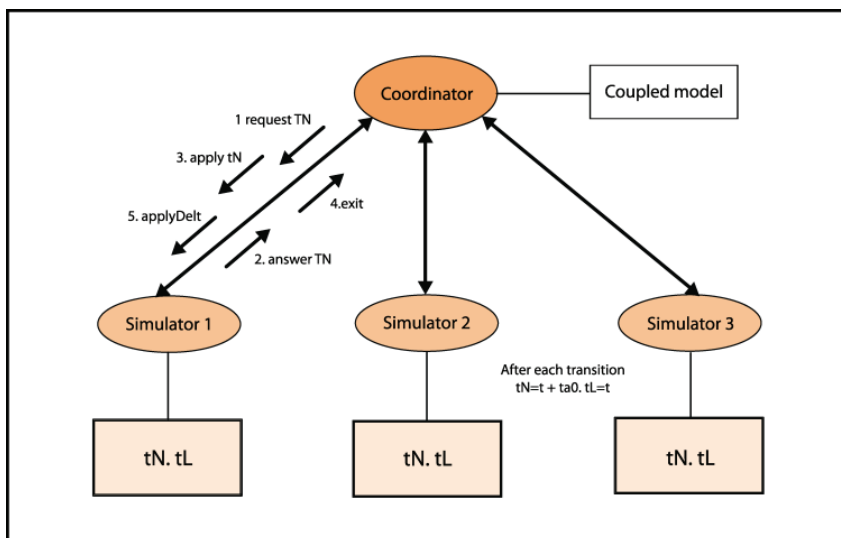 Coordinator
Coupled model
1 request TN
3. apply tN
5. applyDelt
4.exit
2. answer TN
Simulator 1
Simulator 2
Simulator 3
After each transition
tN=t + ta0. tL=t
tN. tL
tN. tL
tN. tL